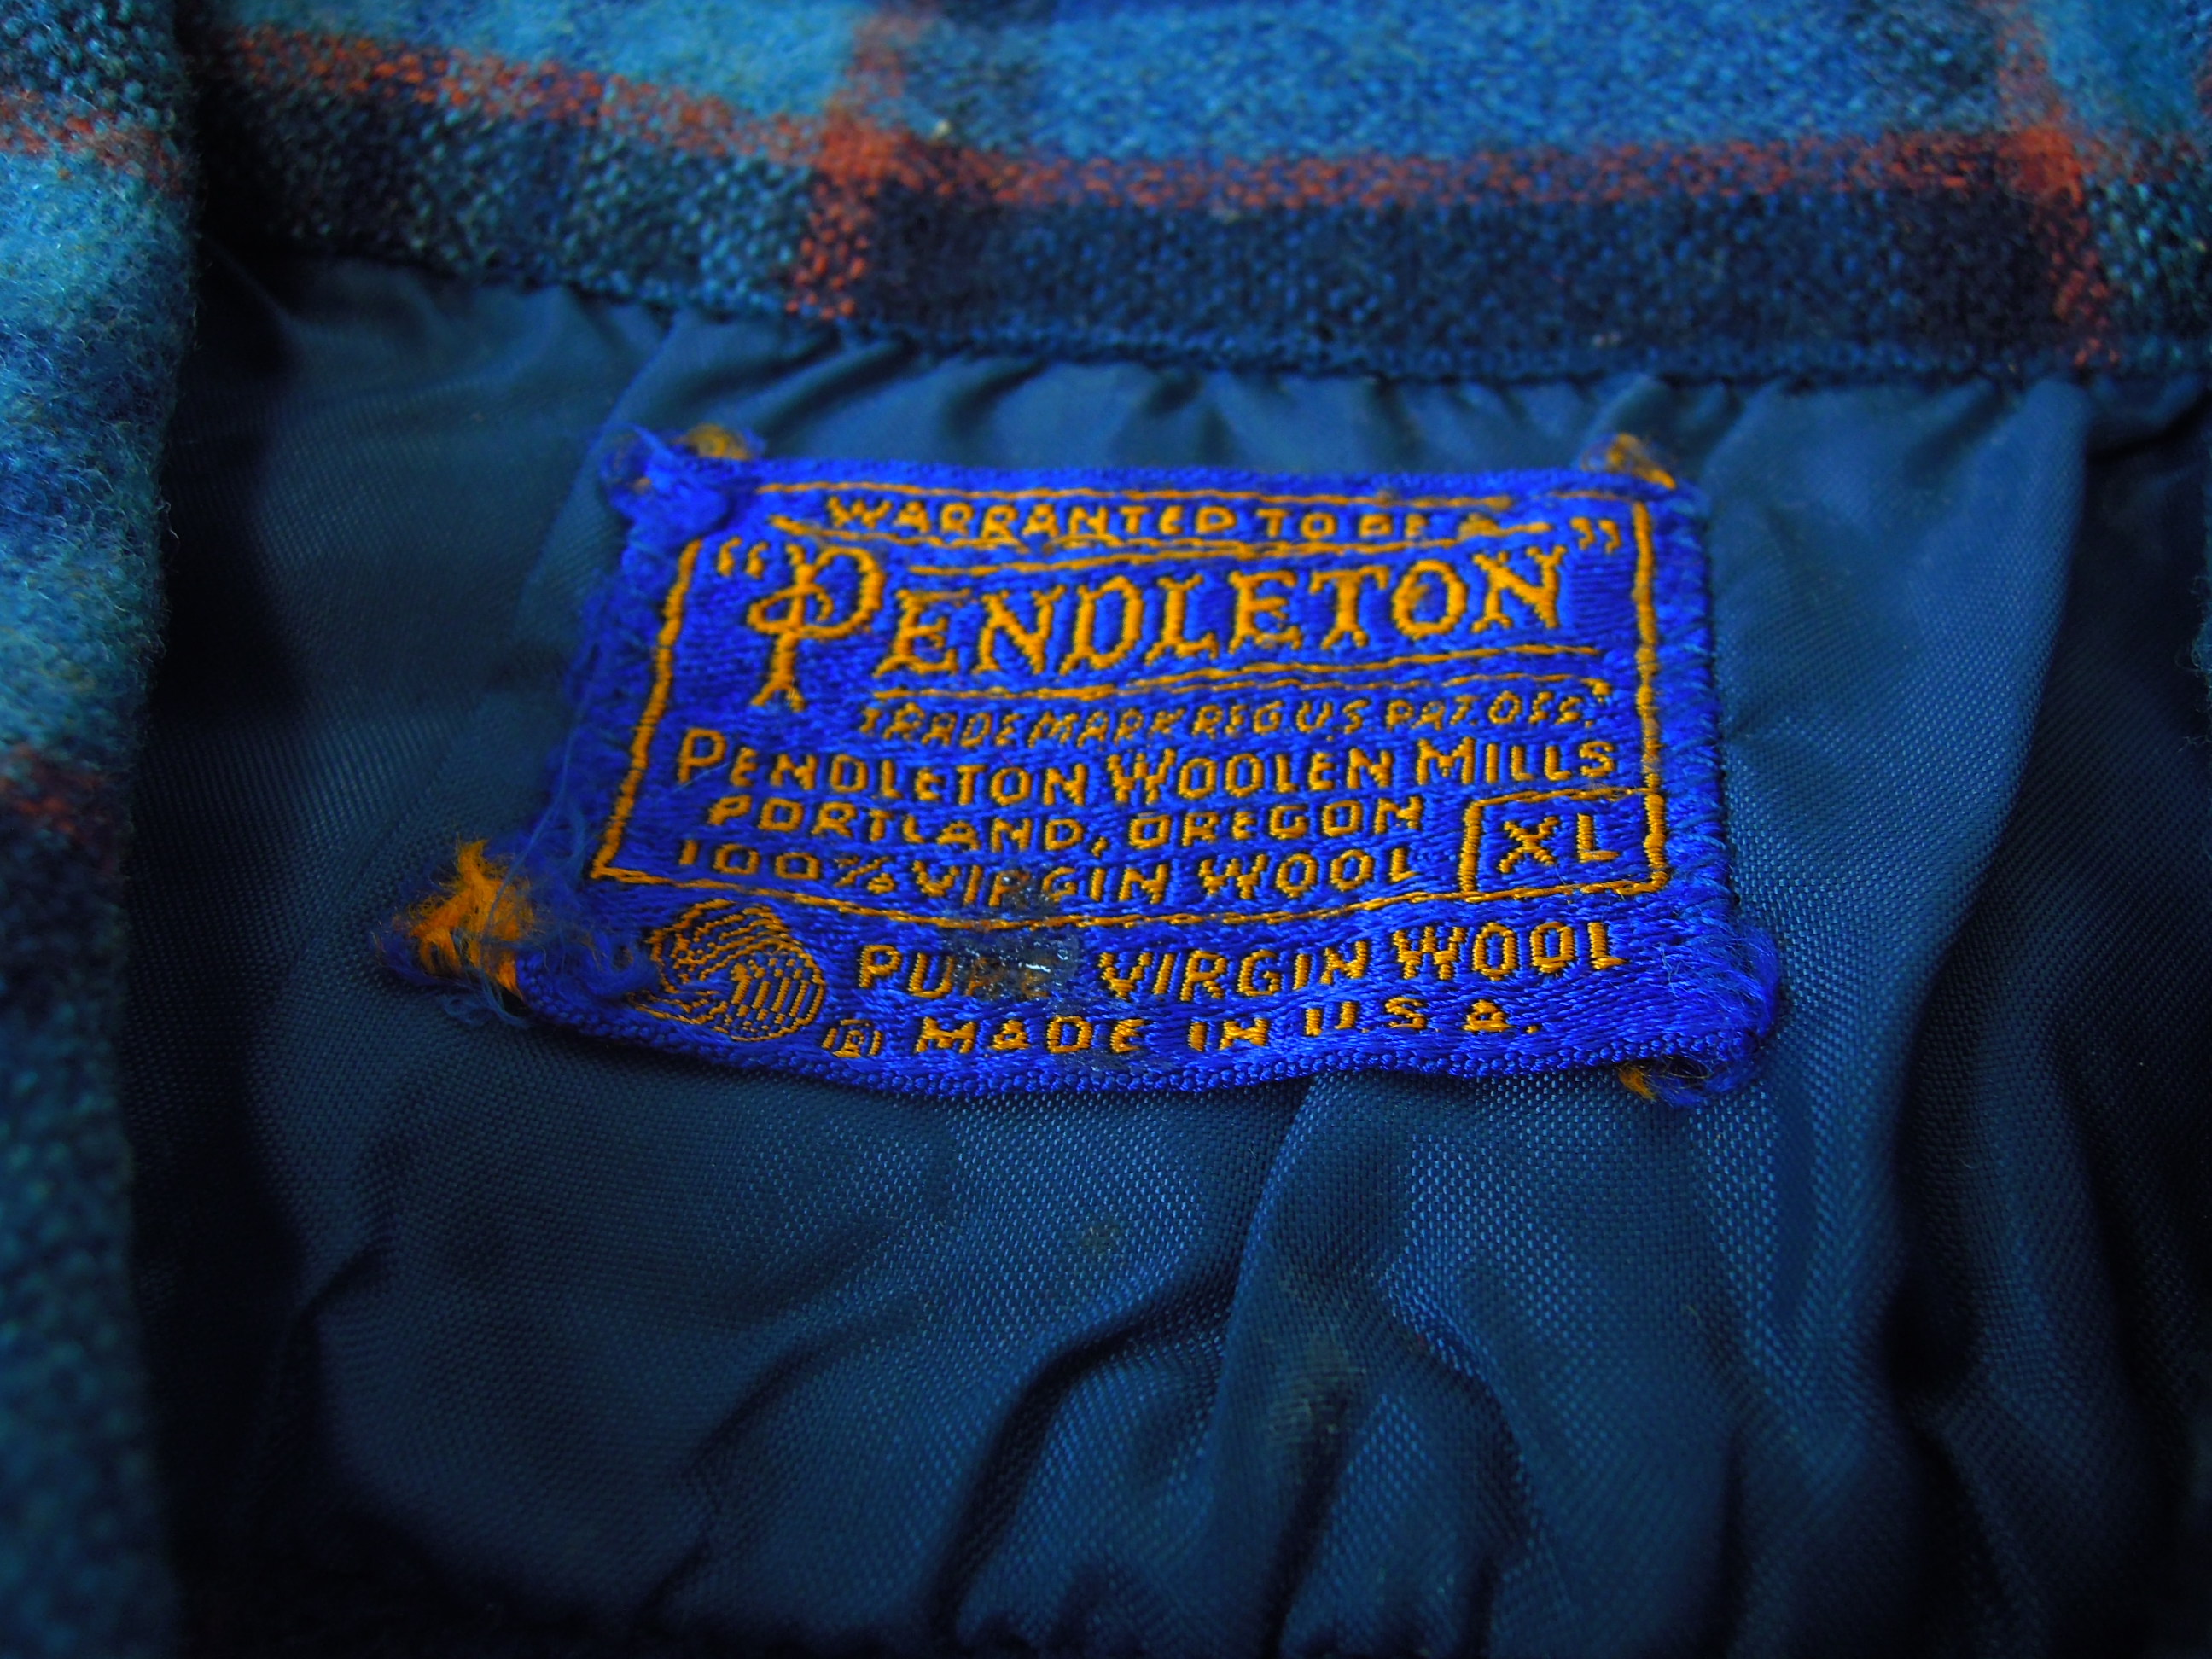 WARRANTED TO BE A
"PENDLETON"
TRADE MARK REG. U.S. PAT. OFF.
PENDLETON WOOLEN MILLS
PORTLAND, OREGON
100% VIRGIN WOOL XL
PURE VIRGIN WOOL
® MADE IN U.S.A.